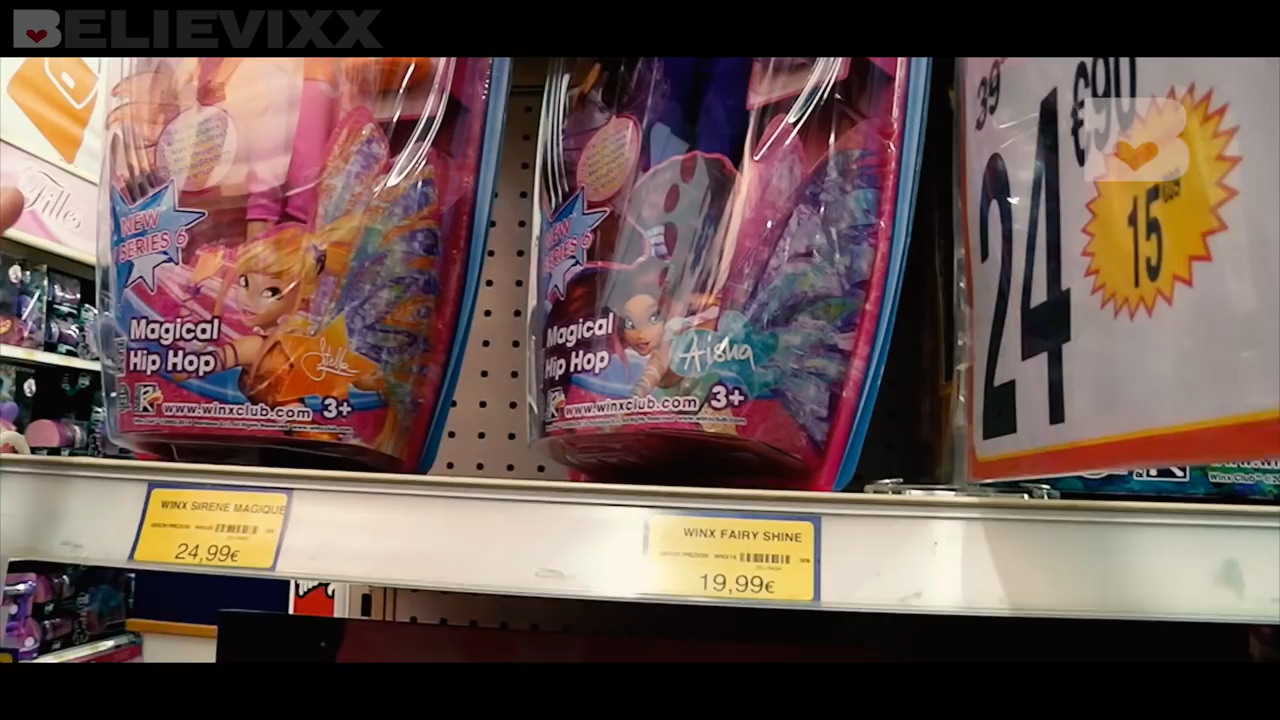 BELIEVIXX
Filles
NEW
SERIES 6
Magical
Hip Hop
Stella
www.winxclub.com 3+
NEW
SERIES 6
Magical
Hip Hop
Aisha
www.winxclub.com 3+
39
24 €90
15
WINX SIRENE MAGIQUE
24,99€
WINX FAIRY SHINE
19,99€